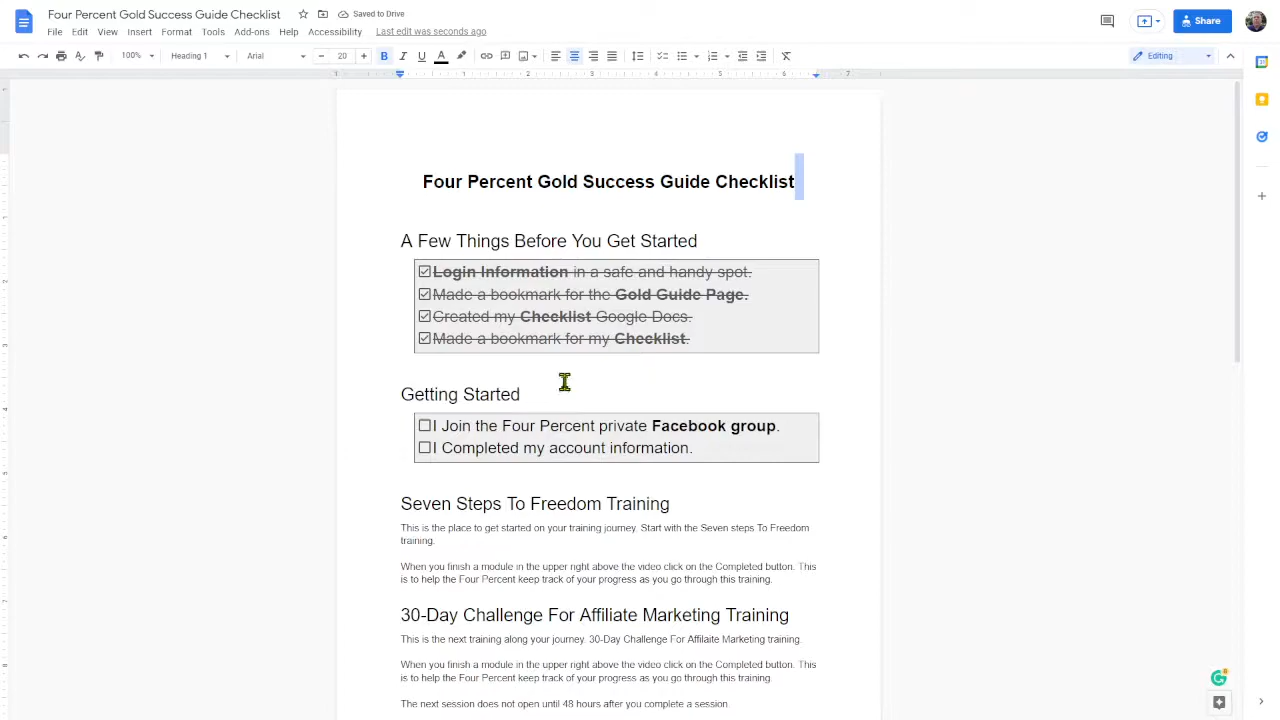 Four Percent Gold Success Guide Checklist
Saved to Drive
File Edit View Insert Format Tools Add-ons Help Accessibility Last edit was seconds ago
Share
100% Heading 1 Arial 20 B I U A Editing
1 1 2 3 4 5 6 7
Four Percent Gold Success Guide Checklist
A Few Things Before You Get Started
Login Information in a safe and handy spot.
Made a bookmark for the Gold Guide Page.
Created my Checklist Google Docs.
Made a bookmark for my Checklist.
Getting Started
I Join the Four Percent private Facebook group.
I Completed my account information.
Seven Steps To Freedom Training
This is the place to get started on your training journey. Start with the Seven steps To Freedom
training.
When you finish a module in the upper right above the video click on the Completed button. This
is to help the Four Percent keep track of your progress as you go through this training.
30-Day Challenge For Affiliate Marketing Training
This is the next training along your journey. 30-Day Challenge For Affilaite Marketing training.
When you finish a module in the upper right above the video click on the Completed button. This
is to help the Four Percent keep track of your progress as you go through this training.
The next session does not open until 48 hours after you complete a session.